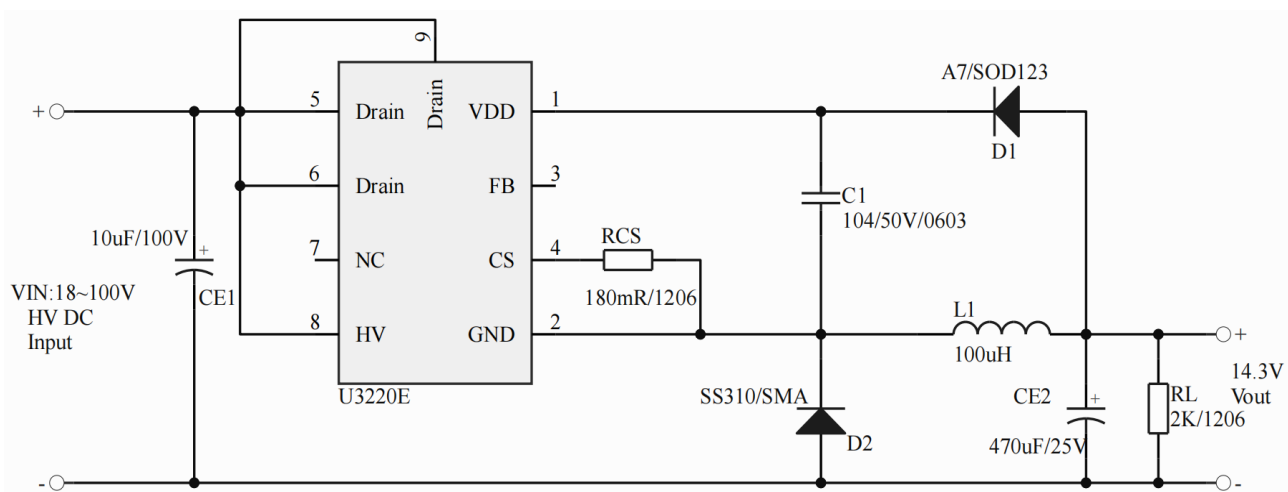 9
A7/SOD123
+
5
Drain
Drain
VDD
1
D1
6
Drain
FB
3
C1
104/50V/0603
10uF/100V
+
7
NC
CS
4
RCS
VIN:18~100V
HV DC
Input
CE1
180mR/1206
8
HV
GND
2
L1
100uH
+
U3220E
SS310/SMA
D2
CE2
+
470uF/25V
RL
2K/1206
14.3V
Vout
-
-